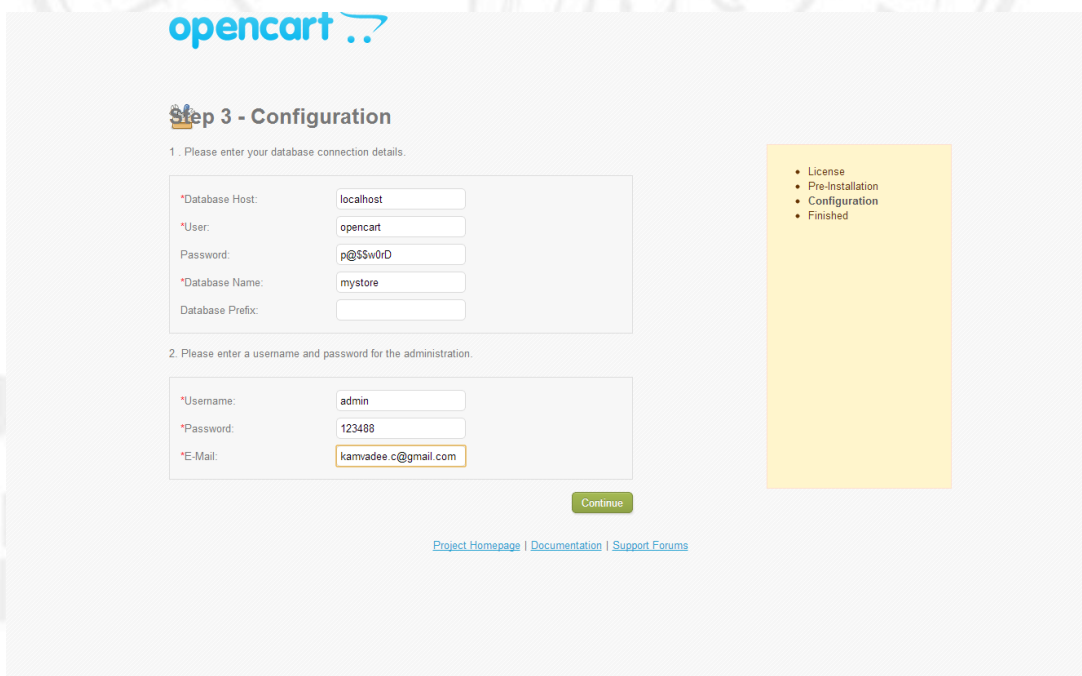 opencart
Step 3 - Configuration
1 . Please enter your database connection details.
*Database Host: localhost
*User: opencart
Password: p@$$w0rD
*Database Name: mystore
Database Prefix:
2. Please enter a username and password for the administration.
*Username: admin
*Password: 123488
*E-Mail: kamvadee.c@gmail.com
Continue
License
Pre-Installation
Configuration
Finished
Project Homepage | Documentation | Support Forums